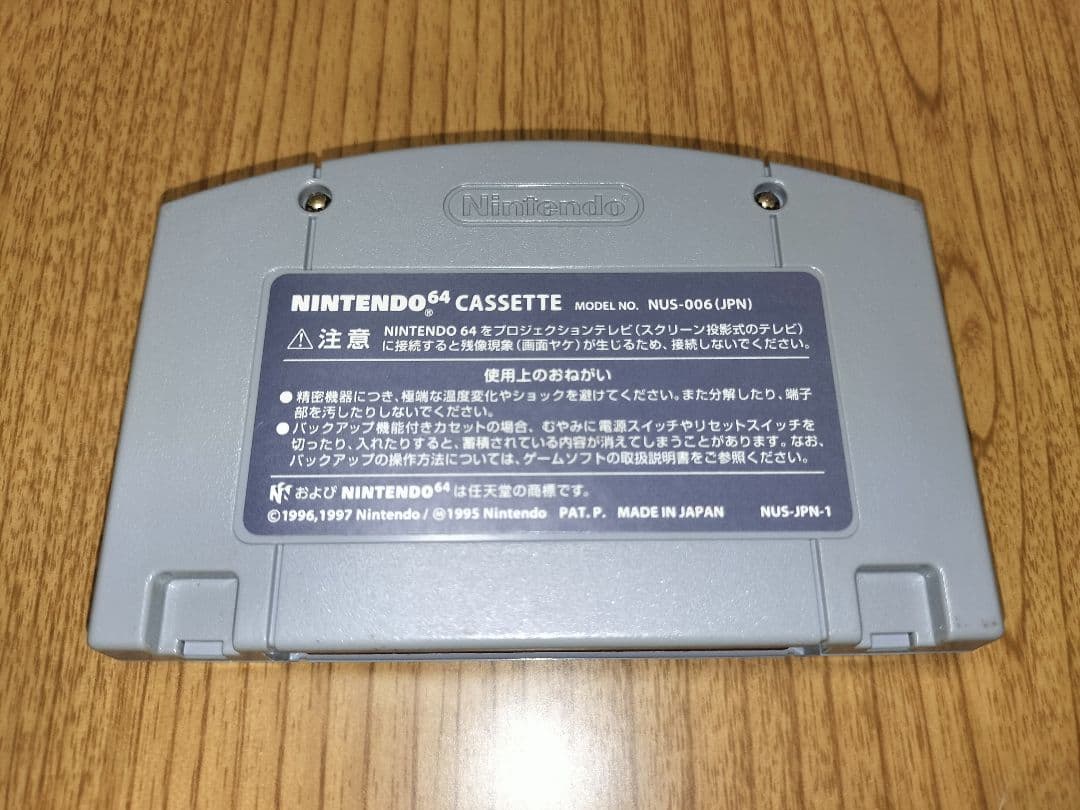 Nintendo
NINTENDO64 CASSETTE MODEL NO. NUS-006(JPN)
® 
⚠注意 NINTENDO 64をプロジェクションテレビ(スクリーン投影式のテレビ)
に接続すると残像現象(画面ヤケ)が生じるため、接続しないでください。
使用上のおねがい
●精密機器につき、極端な温度変化やショックを避けてください。また分解したり、端子
部を汚したりしないでください。
●バックアップ機能付きカセットの場合、むやみに電源スイッチやリセットスイッチを
切ったり、入れたりすると、蓄積されている内容が消えてしまうことがあります。なお、
バックアップの操作方法については、ゲームソフトの取扱説明書をご参照ください。
および NINTENDO64は任天堂の商標です。
©1996,1997 Nintendo/Ⓜ1995 Nintendo PAT. P. MADE IN JAPAN NUS-JPN-1